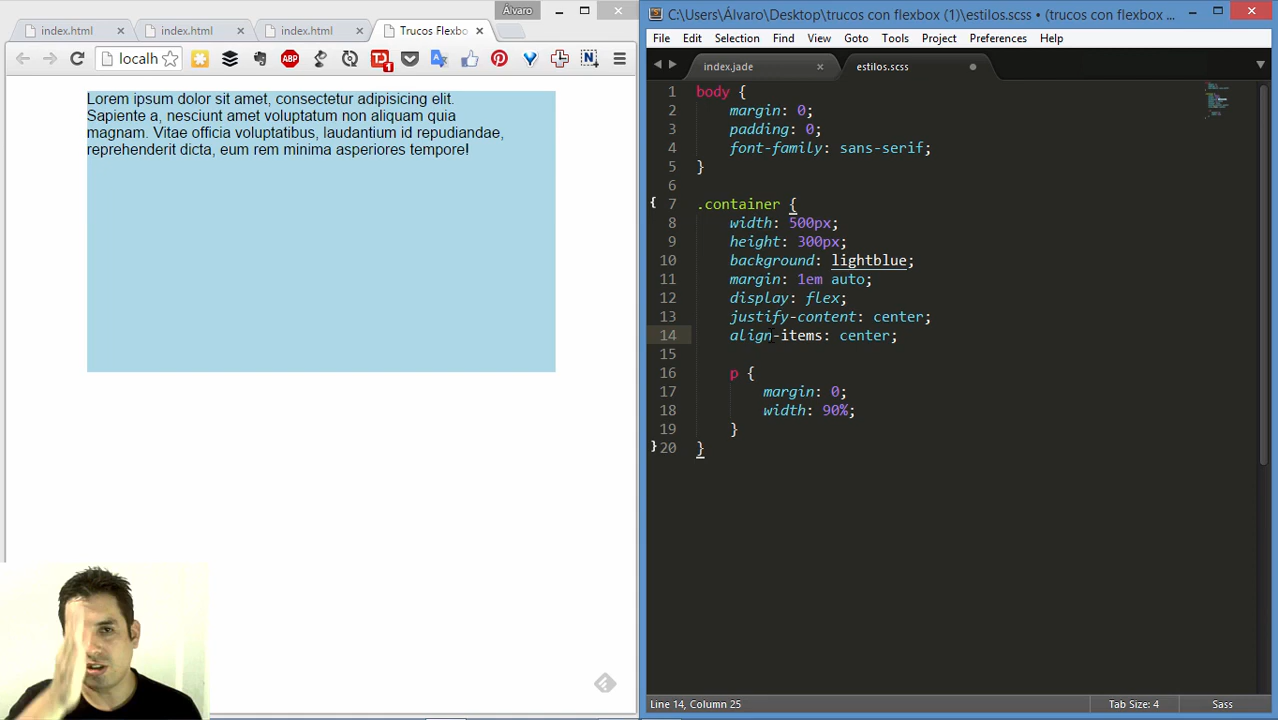 Álvaro
index.html
index.html
index.html
Trucos Flexbo
localh
ABP
TD
1
N
Lorem ipsum dolor sit amet, consectetur adipisicing elit.
Sapiente a, nesciunt amet voluptatum non aliquam quia
magnam. Vitae officia voluptatibus, laudantium id repudiandae,
reprehenderit dicta, eum rem minima asperiores tempore!
C:\Users\Álvaro\Desktop\trucos con flexbox (1)\estilos.scss • (trucos con flexbox ...
File Edit Selection Find View Goto Tools Project Preferences Help
index.jade
estilos.scss
1 body {
2 margin: 0;
3 padding: 0;
4 font-family: sans-serif;
5 }
6
{ 7 .container {
8 width: 500px;
9 height: 300px;
10 background: lightblue;
11 margin: 1em auto;
12 display: flex;
13 justify-content: center;
14 align-items: center;
15
16 p {
17 margin: 0;
18 width: 90%;
19 }
} 20 }
Line 14, Column 25
Tab Size: 4
Sass